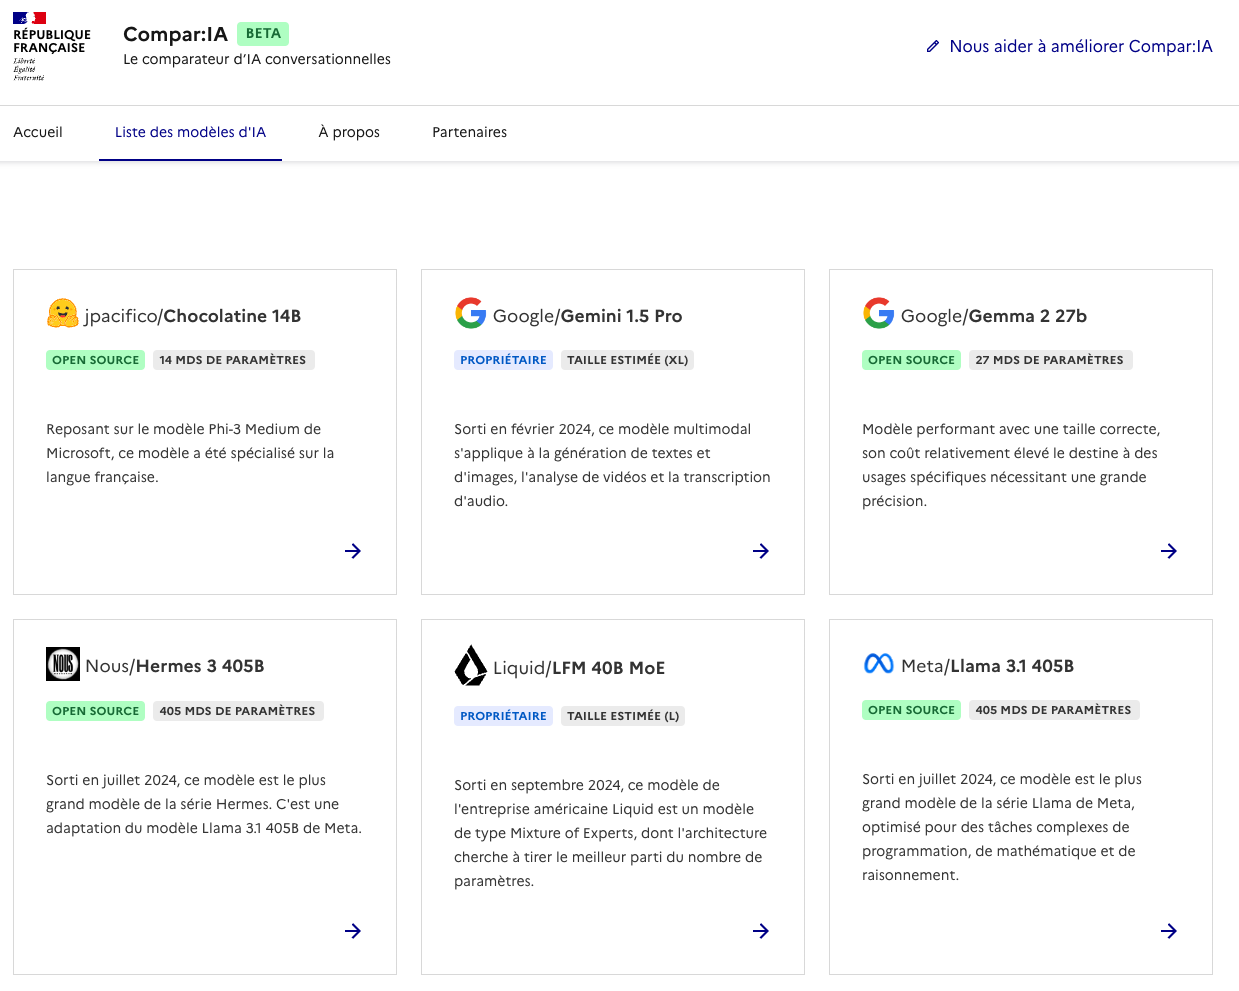 RÉPUBLIQUE
FRANÇAISE
Liberté
Égalité
Fraternité
Compar:IA BETA
Le comparateur d’IA conversationnelles
Nous aider à améliorer Compar:IA
Accueil Liste des modèles d'IA À propos Partenaires
jpacifico/Chocolatine 14B
OPEN SOURCE 14 MDS DE PARAMÈTRES
Reposant sur le modèle Phi-3 Medium de
Microsoft, ce modèle a été spécialisé sur la
langue française.
Google/Gemini 1.5 Pro
PROPRIÉTAIRE TAILLE ESTIMÉE (XL)
Sorti en février 2024, ce modèle multimodal
s'applique à la génération de textes et
d'images, l'analyse de vidéos et la transcription
d'audio.
Google/Gemma 2 27b
OPEN SOURCE 27 MDS DE PARAMÈTRES
Modèle performant avec une taille correcte,
son coût relativement élevé le destine à des
usages spécifiques nécessitant une grande
précision.
NOUS
Nous/Hermes 3 405B
OPEN SOURCE 405 MDS DE PARAMÈTRES
Sorti en juillet 2024, ce modèle est le plus
grand modèle de la série Hermes. C'est une
adaptation du modèle Llama 3.1 405B de Meta.
Liquid/LFM 40B MoE
PROPRIÉTAIRE TAILLE ESTIMÉE (L)
Sorti en septembre 2024, ce modèle de
l'entreprise américaine Liquid est un modèle
de type Mixture of Experts, dont l'architecture
cherche à tirer le meilleur parti du nombre de
paramètres.
Meta/Llama 3.1 405B
OPEN SOURCE 405 MDS DE PARAMÈTRES
Sorti en juillet 2024, ce modèle est le plus
grand modèle de la série Llama de Meta,
optimisé pour des tâches complexes de
programmation, de mathématique et de
raisonnement.